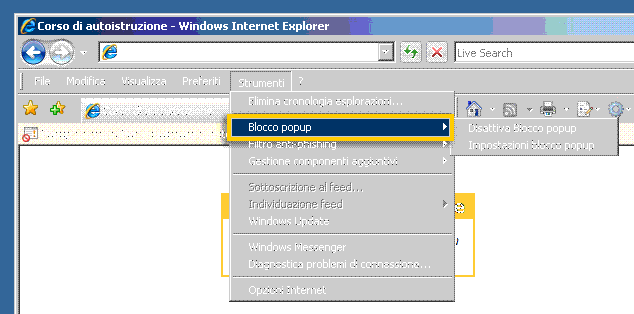 Corso di autoistruzione - Windows Internet Explorer
Live Search
File Modifica Visualizza Preferiti Strumenti ?
Elimina cronologia esplorazioni...
Blocco popup
Disattiva blocco popup
Filtro anti-phishing
Impostazioni blocco popup
Gestione componenti aggiuntivi
Sottoscrizione al feed...
Individuazione feed
Windows Update
Windows Messenger
Diagnostica problemi di connessione...
Opzioni Internet